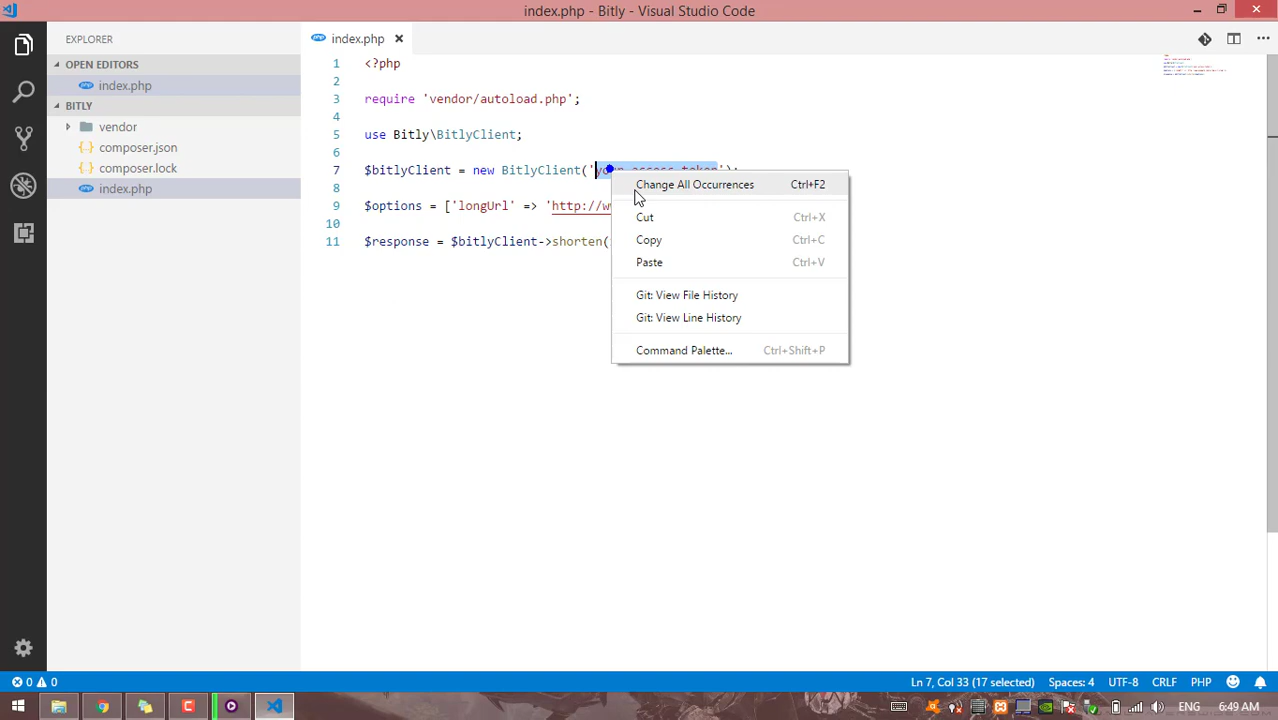 index.php - Bitly - Visual Studio Code
EXPLORER
OPEN EDITORS
index.php
BITLY
vendor
composer.json
composer.lock
index.php
index.php
1 <?php
2
3 require 'vendor/autoload.php';
4
5 use Bitly\BitlyClient;
6
7 $bitlyClient = new BitlyClient('your_access_token');
8
9 $options = ['longUrl' => 'http://w
10
11 $response = $bitlyClient->shorten(
Change All Occurrences Ctrl+F2
Cut Ctrl+X
Copy Ctrl+C
Paste Ctrl+V
Git: View File History
Git: View Line History
Command Palette... Ctrl+Shift+P
0 0 Ln 7, Col 33 (17 selected) Spaces: 4 UTF-8 CRLF PHP
ENG 6:49 AM